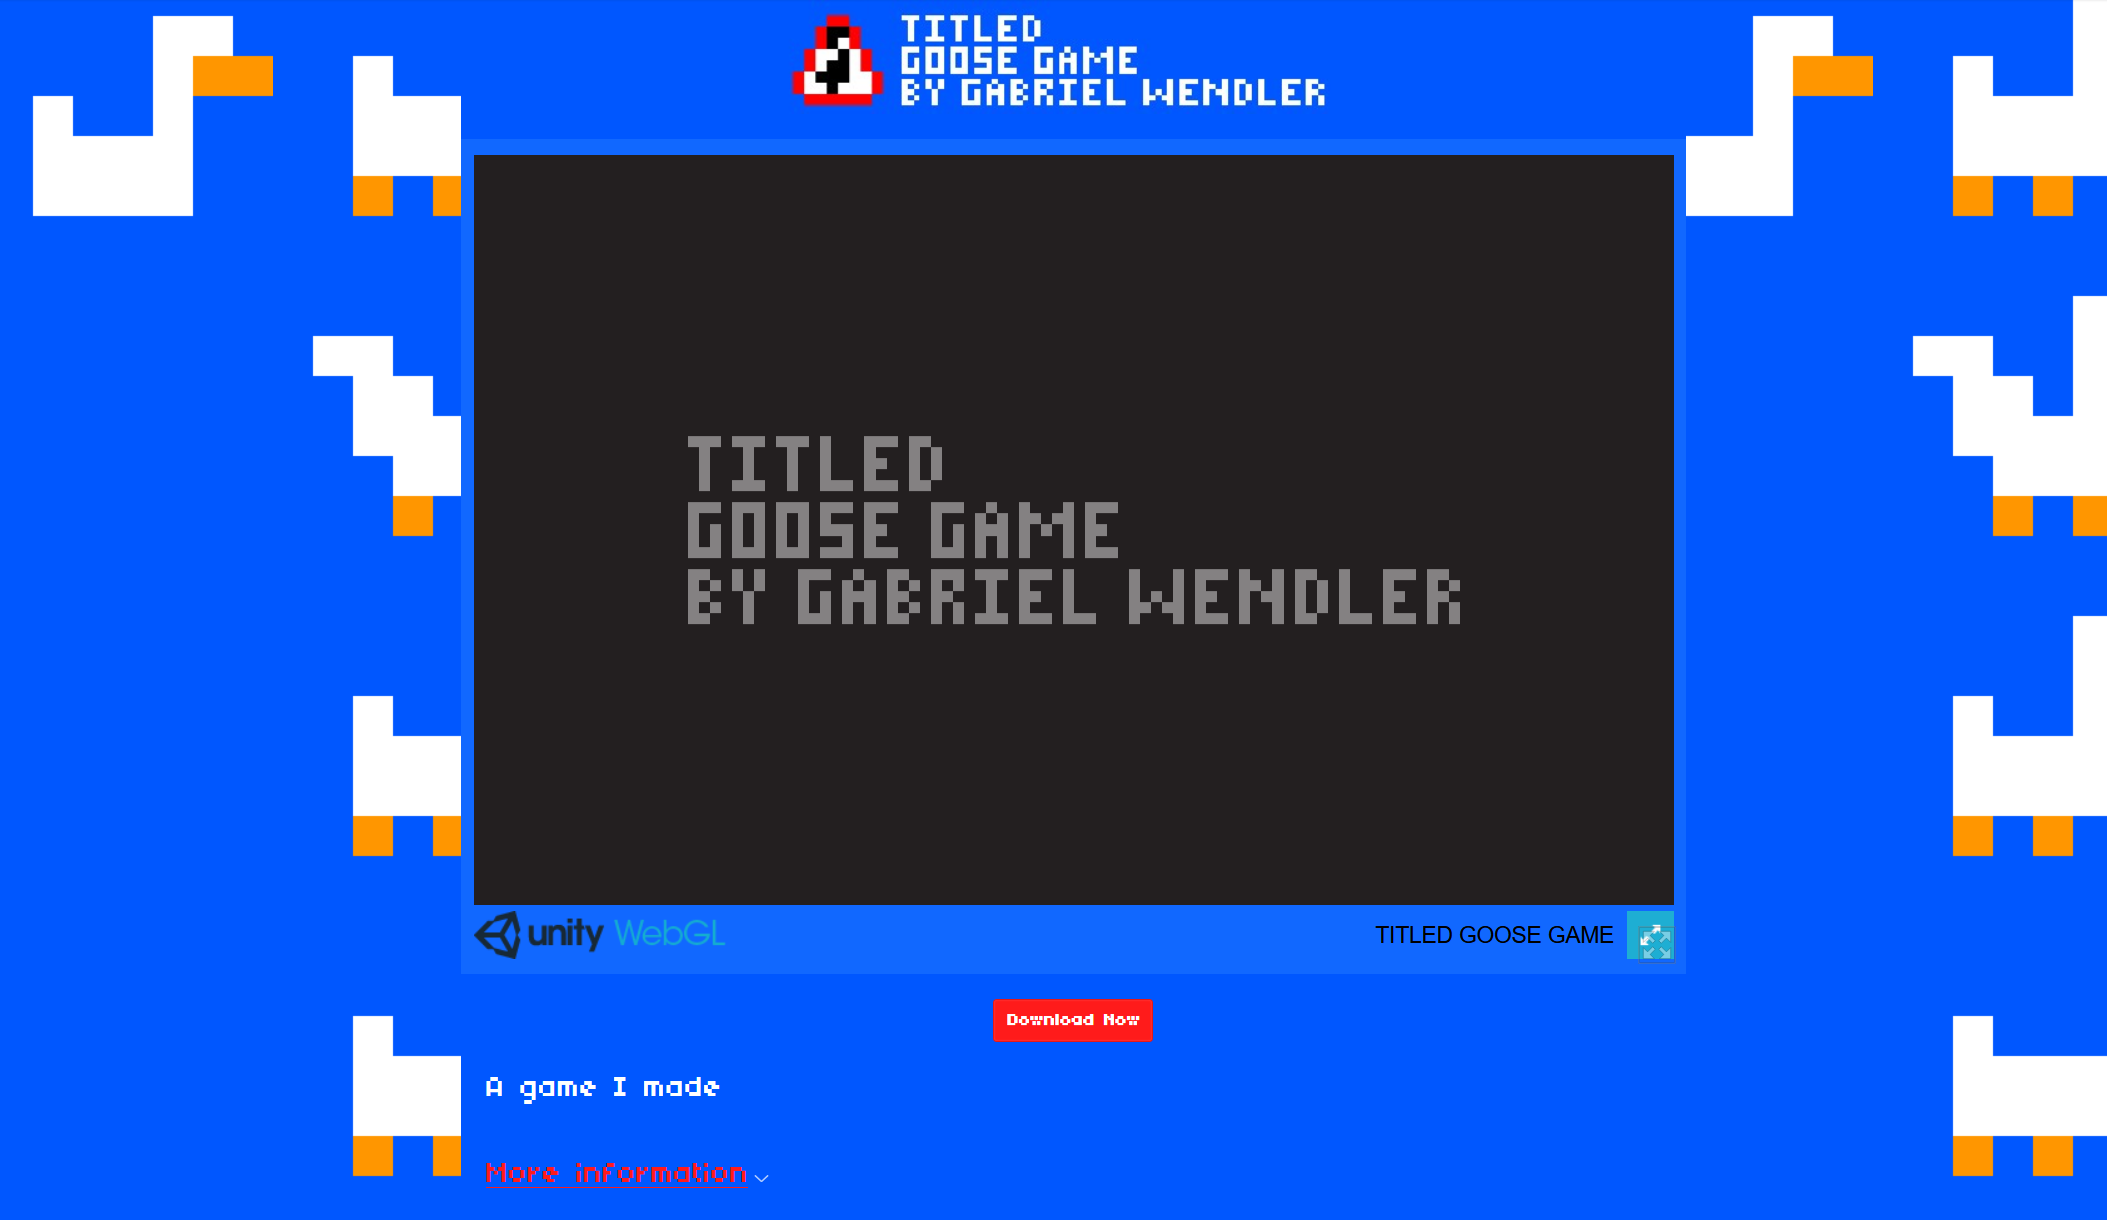 TITLED
GOOSE GAME
BY GABRIEL WENDLER
TITLED
GOOSE GAME
BY GABRIEL WENDLER
unity WebGL
TITLED GOOSE GAME
Download Now
A game I made
More information